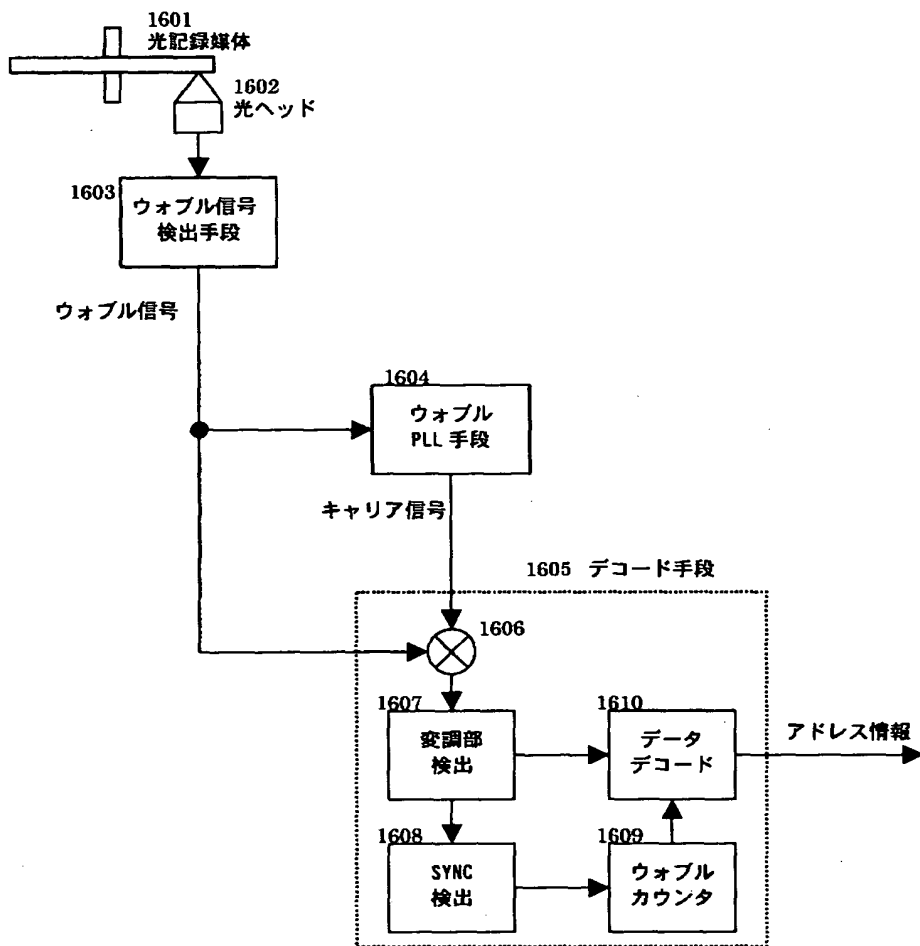 1601
光記録媒体
1602
光ヘッド
1603
ウォブル信号
検出手段
ウォブル信号
1604
ウォブル
PLL 手段
キャリア信号
1605 デコード手段
1606
1607
変調部
検出
1610
データ
デコード
アドレス情報
1608
SYNC
検出
1609
ウォブル
カウンタ